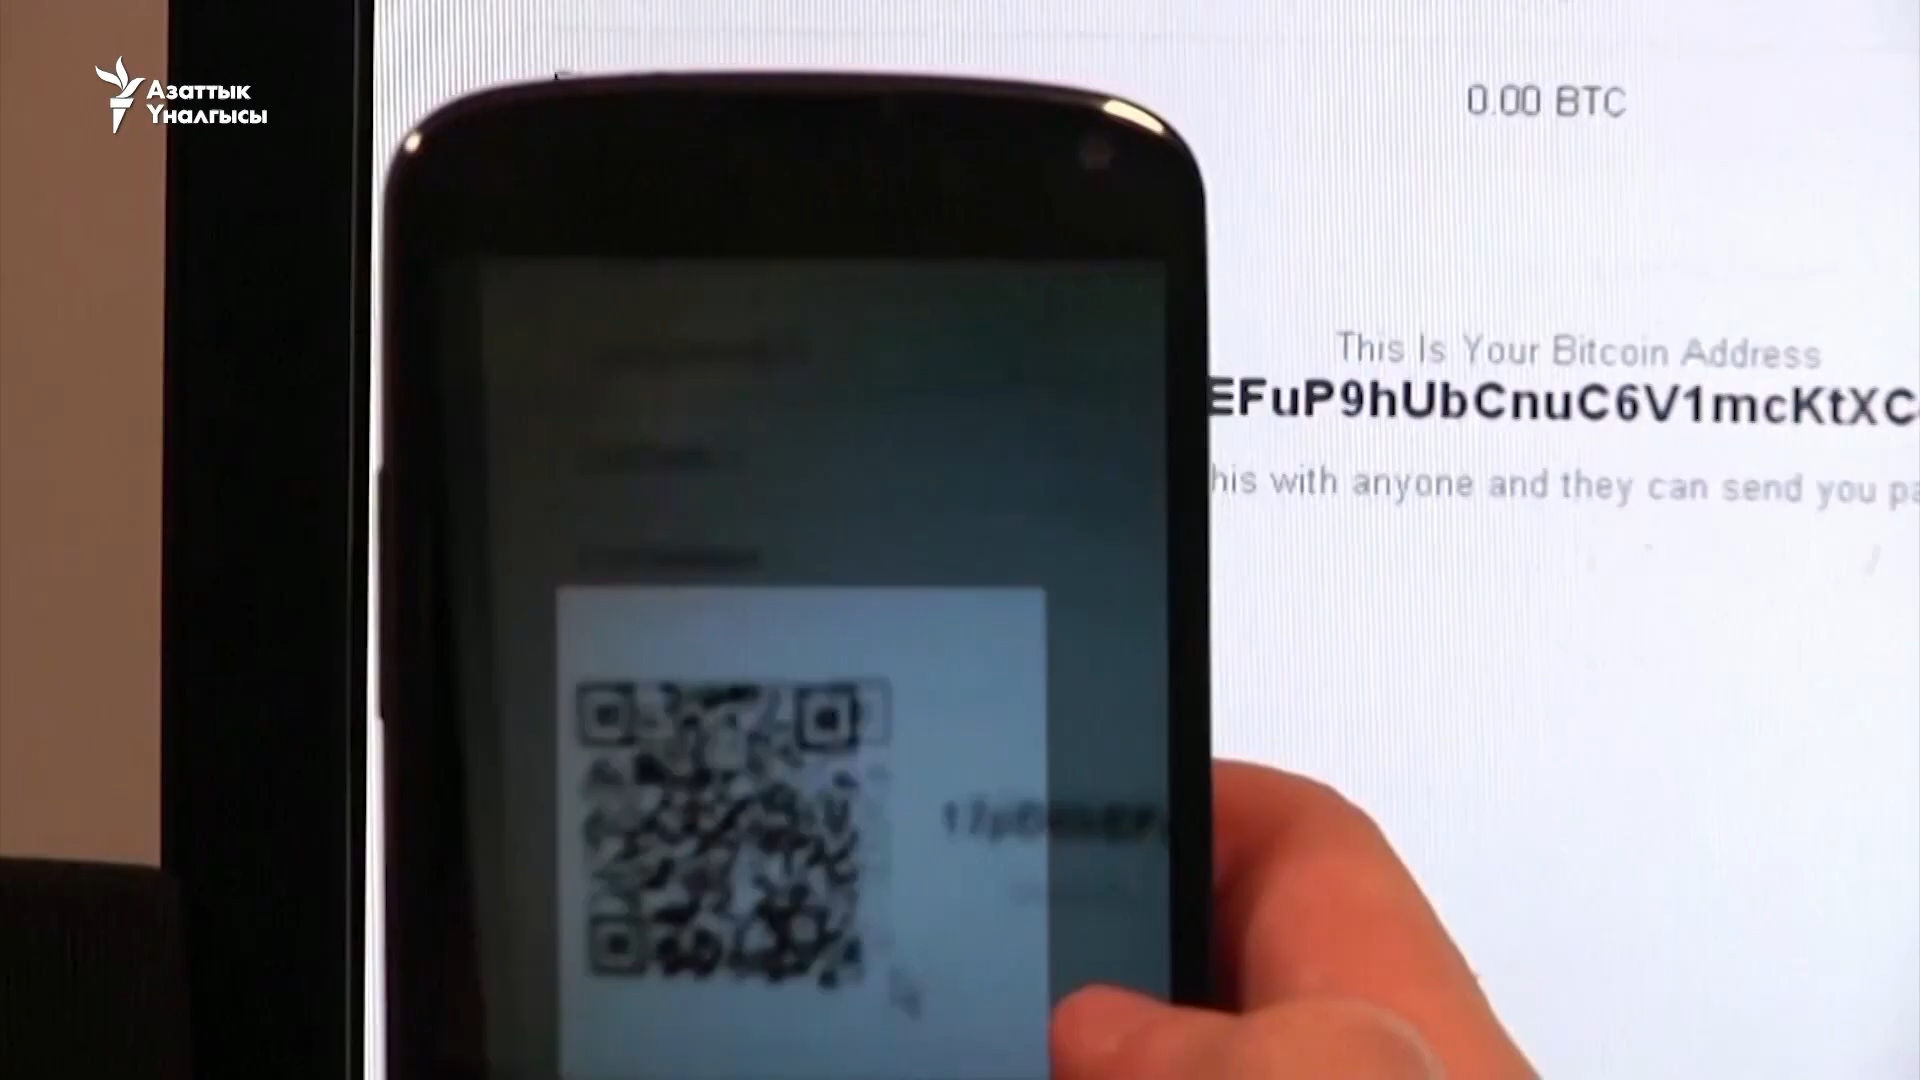 Азаттык
Үналгысы
0.00 BTC
This Is Your Bitcoin Address
EFuP9hUbCnuC6V1mcKtXC
his with anyone and they can send you pa